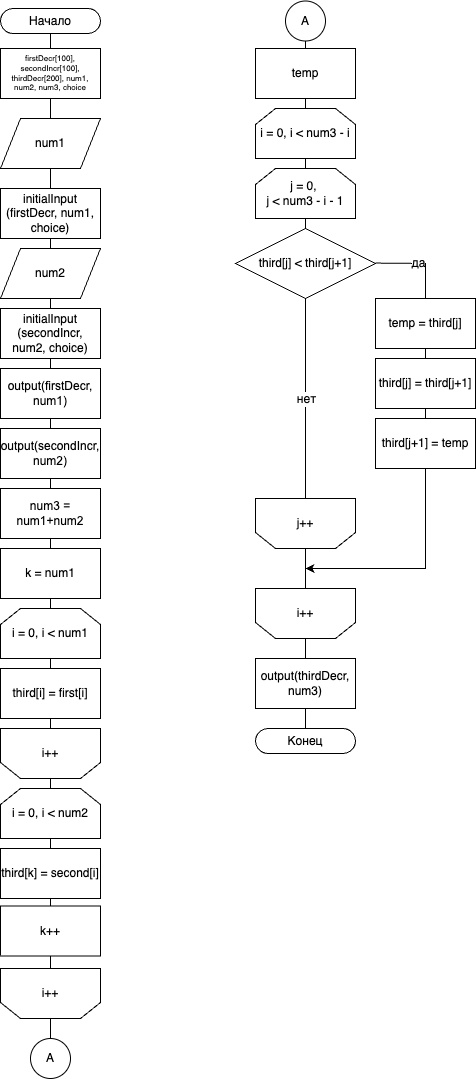 Начало
firstDecr[100],
secondIncr[100],
thirdDecr[200], num1,
num2, num3, choice
num1
initialInput
(firstDecr, num1,
choice)
num2
initialInput
(secondIncr,
num2, choice)
output(firstDecr,
num1)
output(secondIncr,
num2)
num3 =
num1+num2
k = num1
i = 0, i < num1
third[i] = first[i]
i++
i = 0, i < num2
third[k] = second[i]
k++
i++
A
A
temp
i = 0, i < num3 - i
j = 0,
j < num3 - i - 1
third[j] < third[j+1]
да
temp = third[j]
third[j] = third[j+1]
third[j+1] = temp
нет
j++
i++
output(thirdDecr,
num3)
Конец